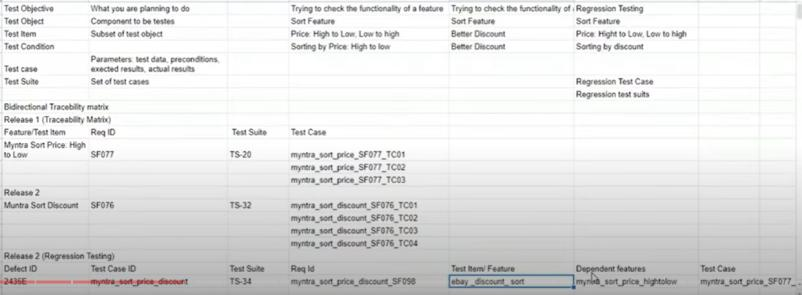 Test Objective What you are planning to do Trying to check the functionality of a feature Trying to check the functionality of Regression Testing
Test Object Component to be testes Sort Feature Sort Feature Sort Feature
Test Item Subset of test object Price: High to Low, Low to high Better Discount Price: Hight to Low, Low to high
Test Condition Sorting by Price: High to low Better Discount Sorting by discount
Parameters: test data, preconditions,
Test case exected results, actual results
Test Suite Set of test cases Regression Test Case
Regression test suits
Bidirectional Tracebility matrix
Release 1 (Traceability Matrix)
Feature/Test Item Req ID Test Suite Test Case
Myntra Sort Price: High
to Low SF077 TS-20 myntra_sort_price_SF077_TC01
myntra_sort_price_SF077_TC02
myntra_sort_price_SF077_TC03
Release 2
Muntra Sort Discount SF076 TS-32 myntra_sort_discount_SF076_TC01
myntra_sort_discount_SF076_TC02
myntra_sort_discount_SF076_TC03
myntra_sort_discount_SF076_TC04
Release 2 (Regression Testing)
Defect ID Test Case ID Test Suite Req Id Test Item/ Feature Dependent features Test Case
2435E myntra_sort_price_discount TS-34 myntra_sort_price_discount_SF098 ebay _discount_sort myntra_sort_price_hightolow myntra_sort_price_SF077_...